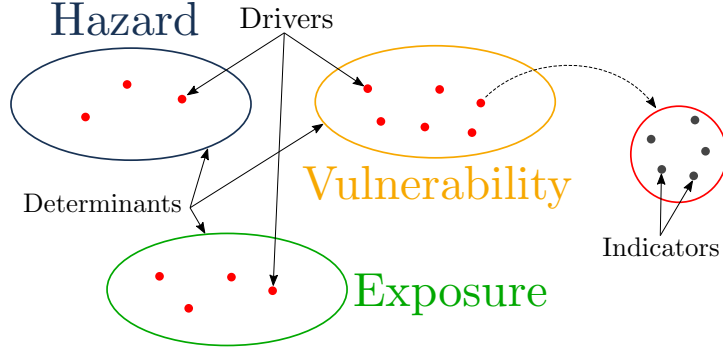 Hazard
Drivers
Vulnerability
Determinants
Indicators
Exposure